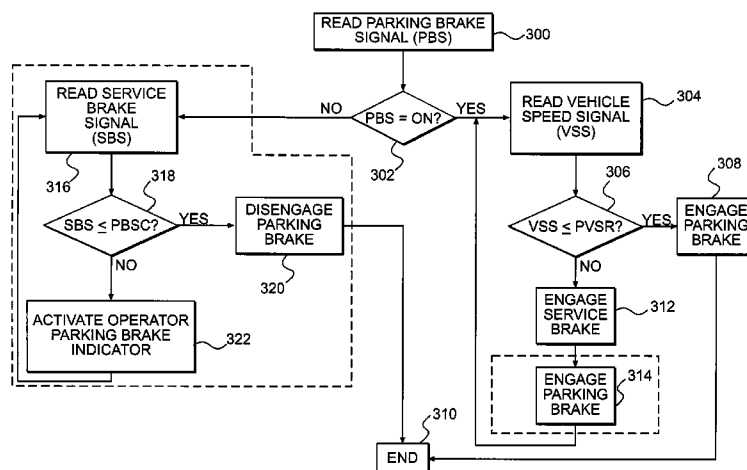 READ PARKING BRAKE
SIGNAL (PBS)
300
PBS = ON?
NO
YES
302
READ SERVICE
BRAKE
SIGNAL
(SBS)
316
318
SBS ≤ PBSC?
YES
NO
DISENGAGE
PARKING
BRAKE
320
ACTIVATE OPERATOR
PARKING BRAKE
INDICATOR
322
READ VEHICLE
SPEED SIGNAL
(VSS)
304
306
VSS ≤ PVSR?
YES
NO
308
ENGAGE
PARKING
BRAKE
ENGAGE
SERVICE
BRAKE
312
ENGAGE
PARKING
BRAKE
314
310
END